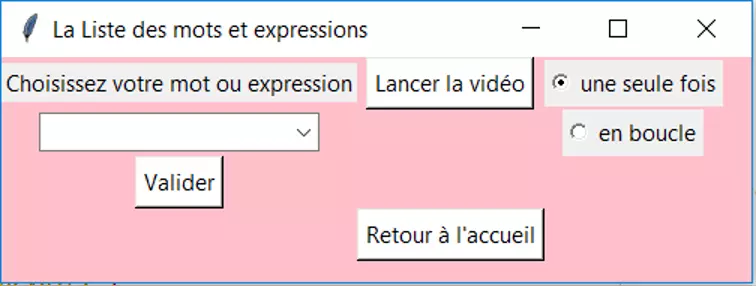 La Liste des mots et expressions
Choisissez votre mot ou expression
Lancer la vidéo
une seule fois
en boucle
Valider
Retour à l'accueil